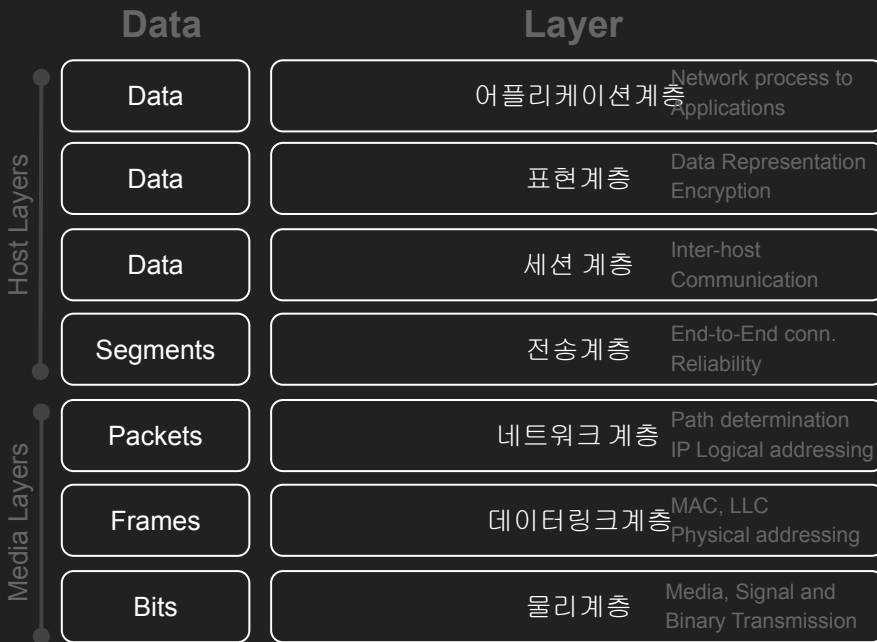 Data
Layer
Host Layers
Data
어플리케이션계층
Network process to
Applications
Data
표현계층
Data Representation
Encryption
Data
세션 계층
Inter-host
Communication
Segments
전송계층
End-to-End conn.
Reliability
Media Layers
Packets
네트워크 계층
Path determination
IP Logical addressing
Frames
데이터링크계층
MAC, LLC
Physical addressing
Bits
물리계층
Media, Signal and
Binary Transmission